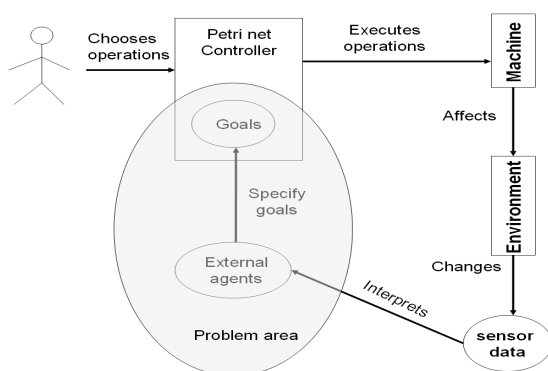 Chooses
operations
Petri net
Controller
Executes
operations
Machine
Affects
Goals
Specify
goals
Environment
External
agents
Changes
Interprets
Problem area
sensor
data